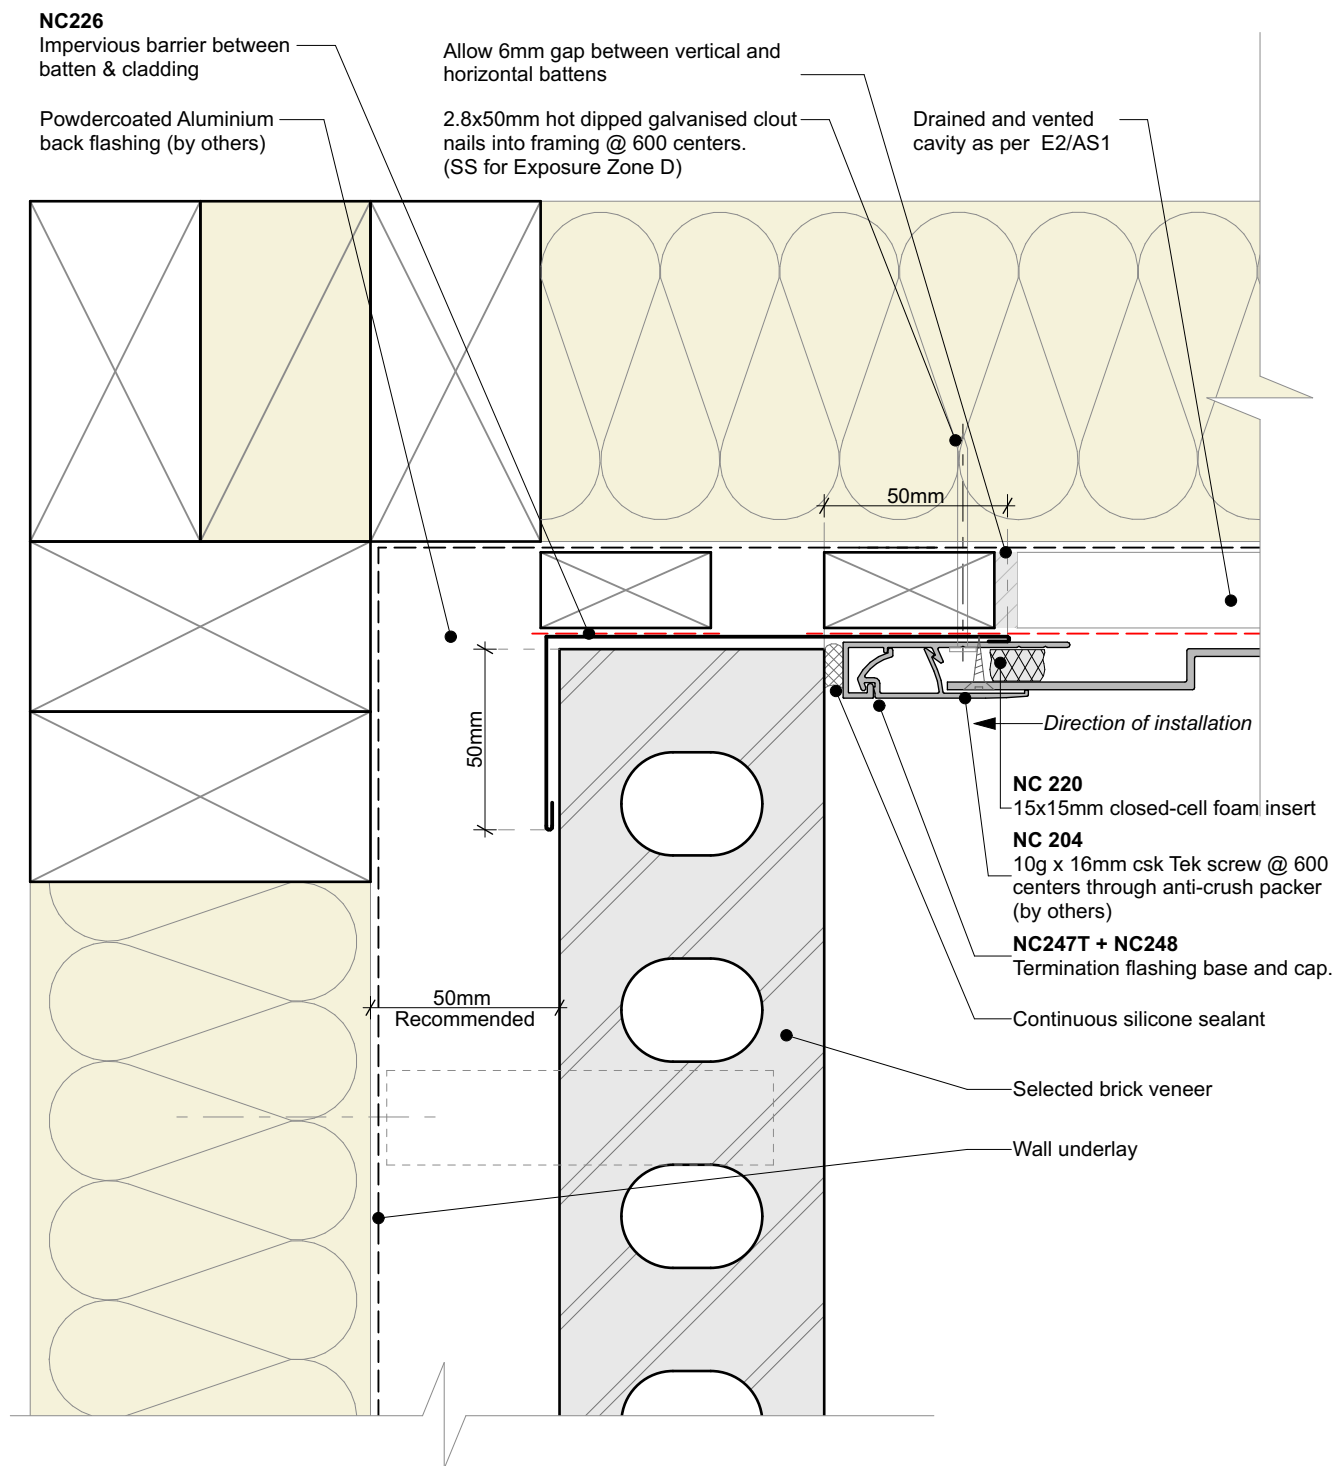 NC226
Impervious barrier between
batten & cladding
Powdercoated Aluminium
back flashing (by others)
Allow 6mm gap between vertical and
horizontal battens
2.8x50mm hot dipped galvanised clout
nails into framing @ 600 centers.
(SS for Exposure Zone D)
Drained and vented
cavity as per E2/AS1
50mm
50mm
Direction of installation
NC 220
15x15mm closed-cell foam insert
NC 204
10g x 16mm csk Tek screw @ 600
centers through anti-crush packer
(by others)
NC247T + NC248
Termination flashing base and cap.
50mm
Recommended
Continuous silicone sealant
Selected brick veneer
Wall underlay